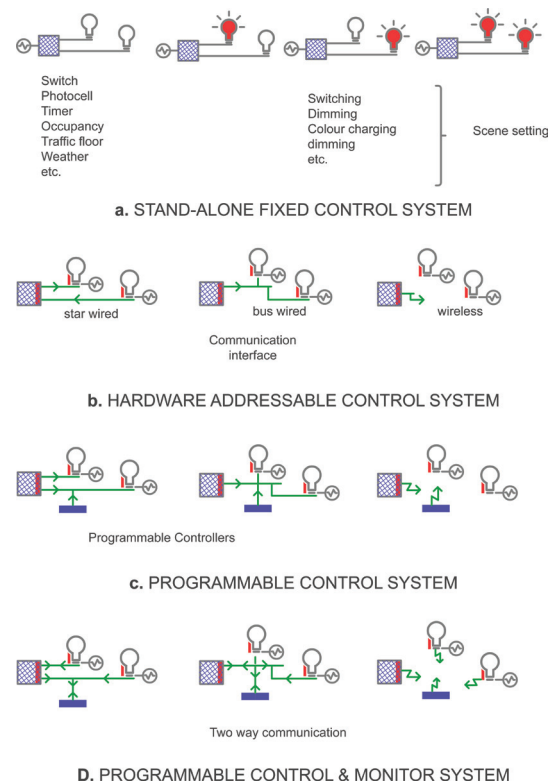 Switch
Photocell
Timer
Occupancy
Traffic floor
Weather
etc.
Switching
Dimming
Colour charging
dimming
etc.
Scene setting
a. STAND-ALONE FIXED CONTROL SYSTEM
star wired
bus wired
wireless
Communication
interface
b. HARDWARE ADDRESSABLE CONTROL SYSTEM
Programmable Controllers
c. PROGRAMMABLE CONTROL SYSTEM
Two way communication
D. PROGRAMMABLE CONTROL & MONITOR SYSTEM